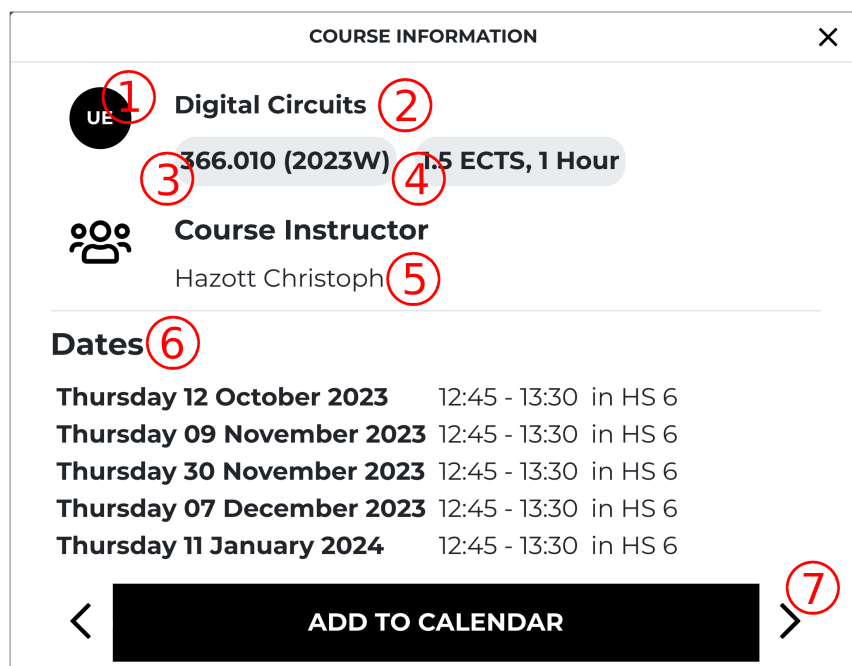 COURSE INFORMATION
1
UE
Digital Circuits 2
3 366.010 (2023W) 4 1.5 ECTS, 1 Hour
Course Instructor
Hazott Christoph 5
Dates 6
Thursday 12 October 2023 12:45 - 13:30 in HS 6
Thursday 09 November 2023 12:45 - 13:30 in HS 6
Thursday 30 November 2023 12:45 - 13:30 in HS 6
Thursday 07 December 2023 12:45 - 13:30 in HS 6
Thursday 11 January 2024 12:45 - 13:30 in HS 6
7
ADD TO CALENDAR